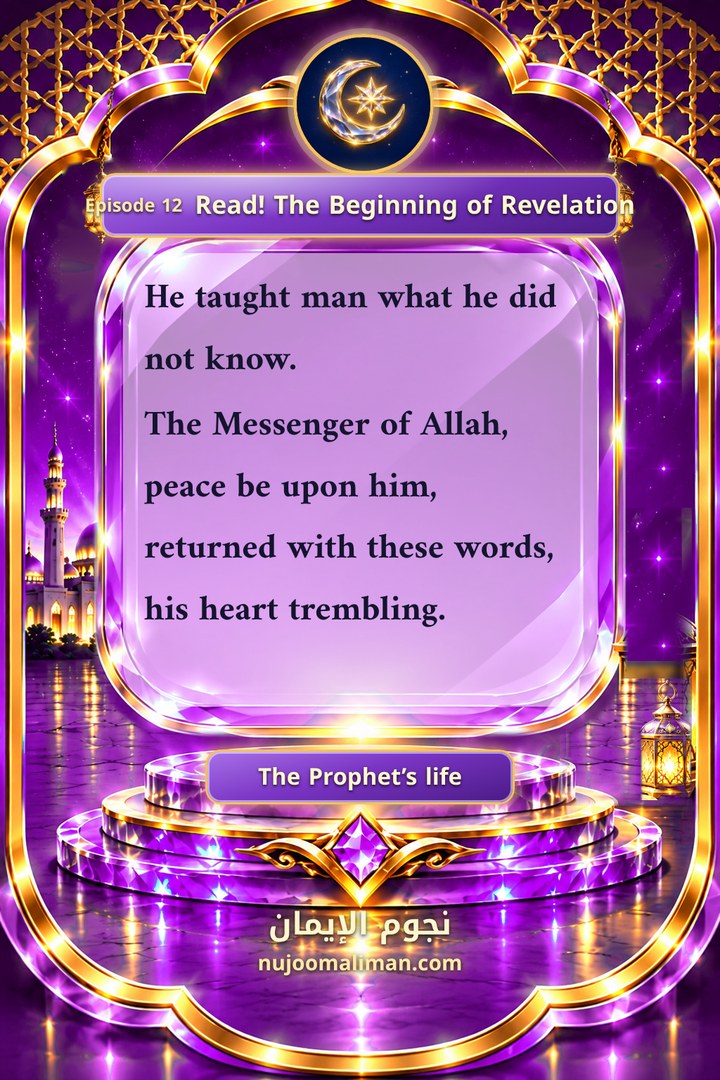 Episode 12 Read! The Beginning of Revelation
He taught man what he did
not know.
The Messenger of Allah,
peace be upon him,
returned with these words,
his heart trembling.
The Prophet’s life
نجوم الإيمان
nujoomaliman.com